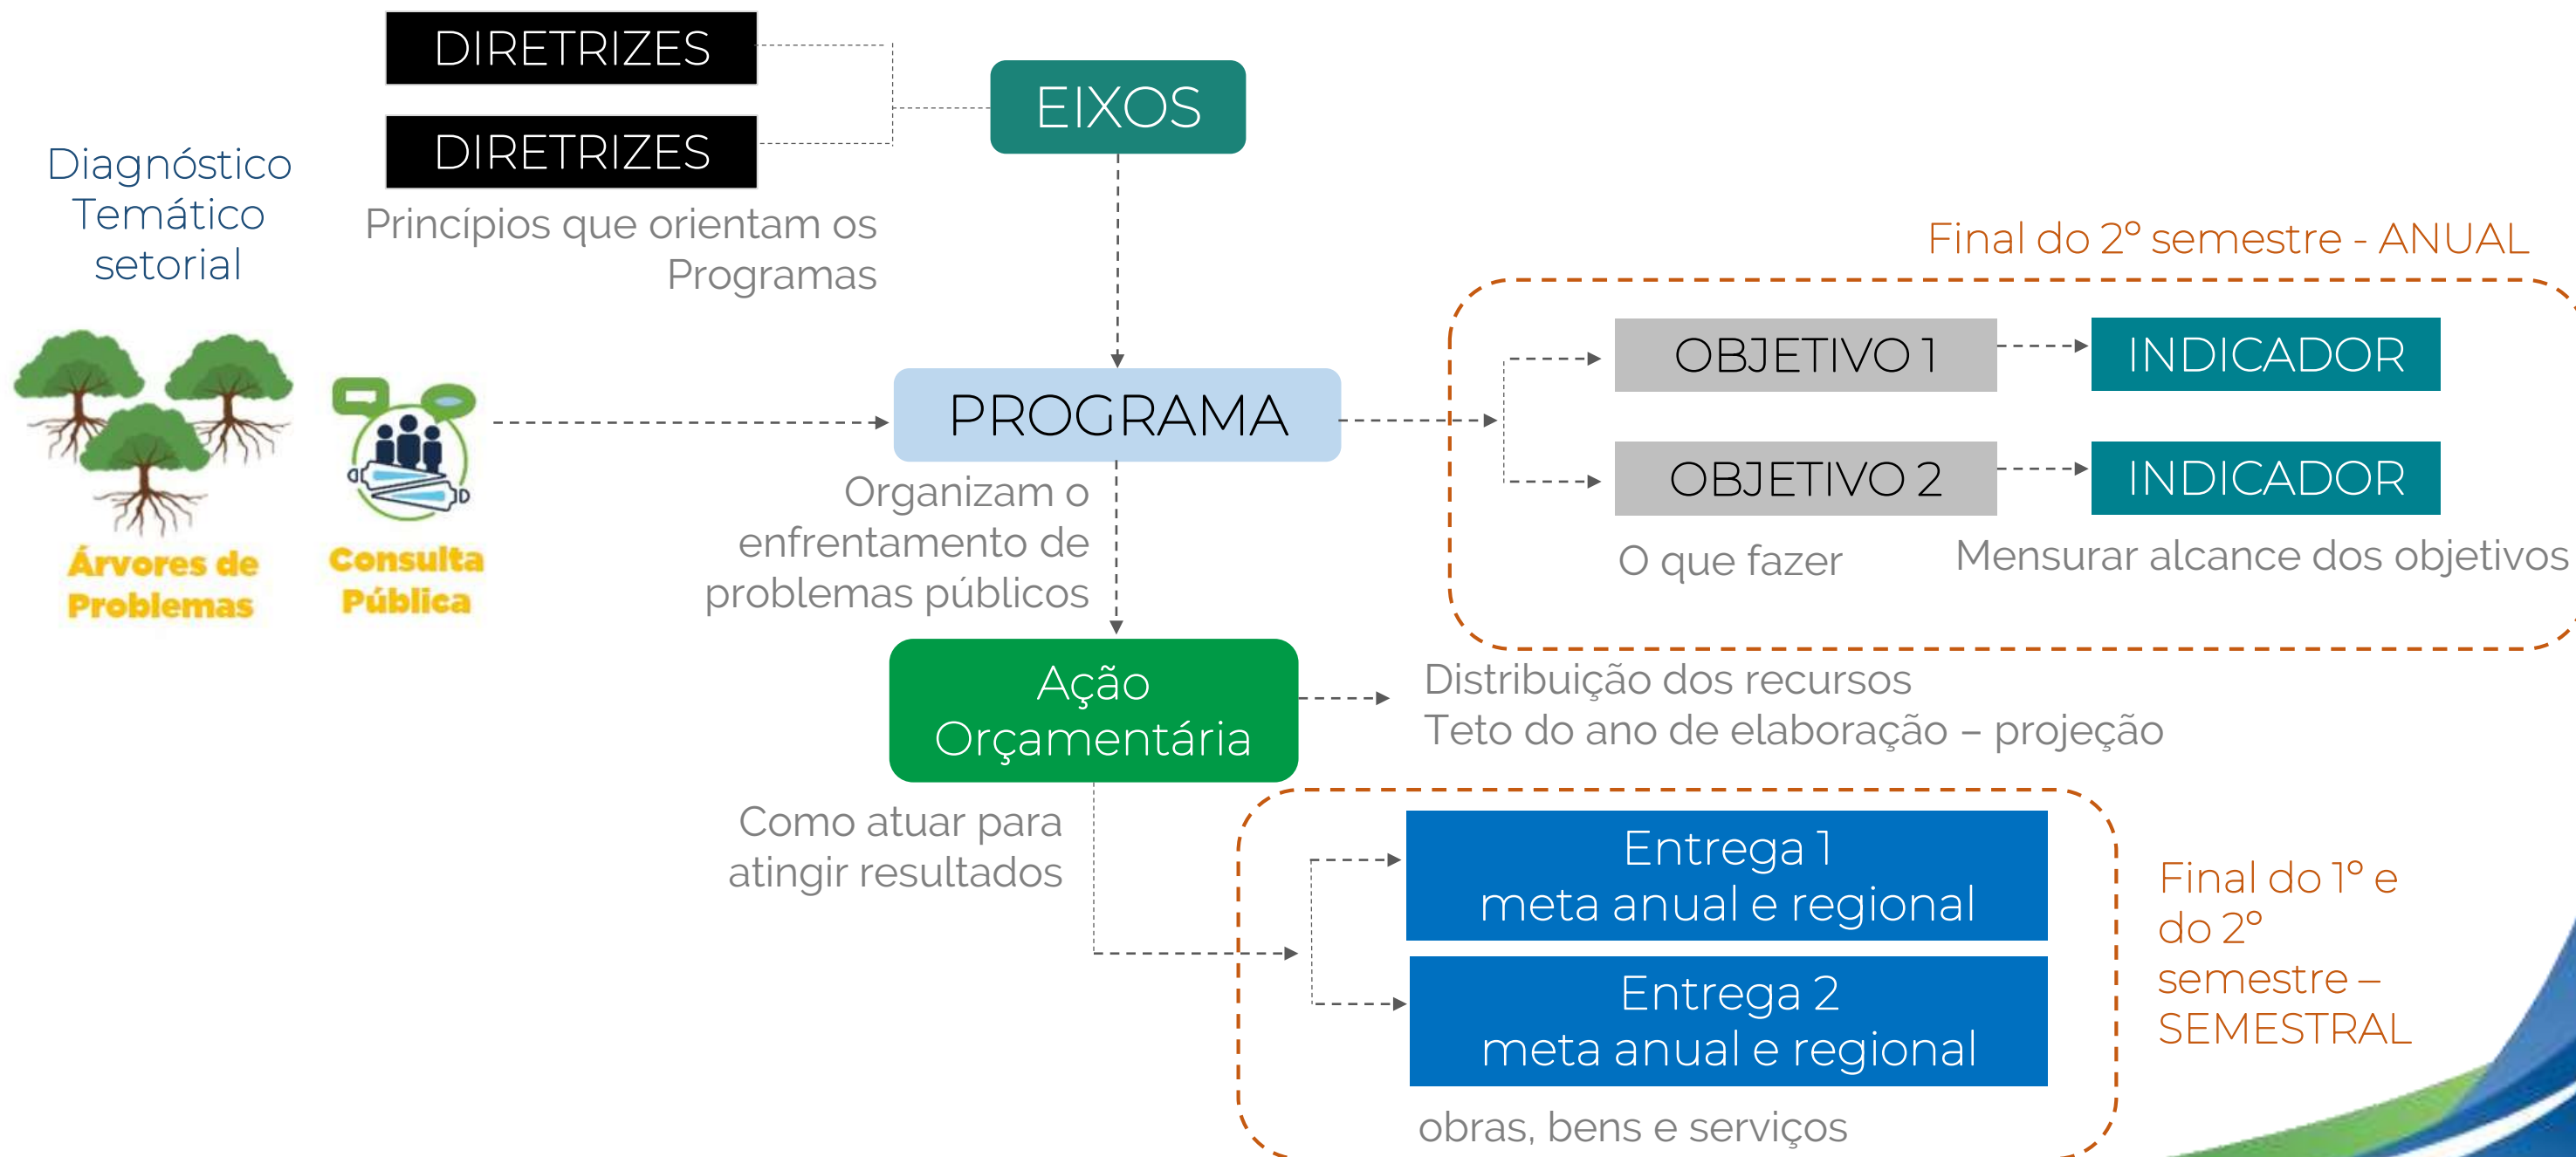 DIRETRIZES
DIRETRIZES
Princípios que orientam os
Programas
EIXOS
Diagnóstico
Temático
setorial
Árvores de
Problemas
Consulta
Pública
PROGRAMA
Organizam o
enfrentamento de
problemas públicos
Final do 2º semestre - ANUAL
OBJETIVO 1
INDICADOR
OBJETIVO 2
INDICADOR
O que fazer
Mensurar alcance dos objetivos
Ação
Orçamentária
Distribuição dos recursos
Teto do ano de elaboração – projeção
Como atuar para
atingir resultados
Entrega 1
meta anual e regional
Entrega 2
meta anual e regional
obras, bens e serviços
Final do 1º e
do 2º
semestre –
SEMESTRAL